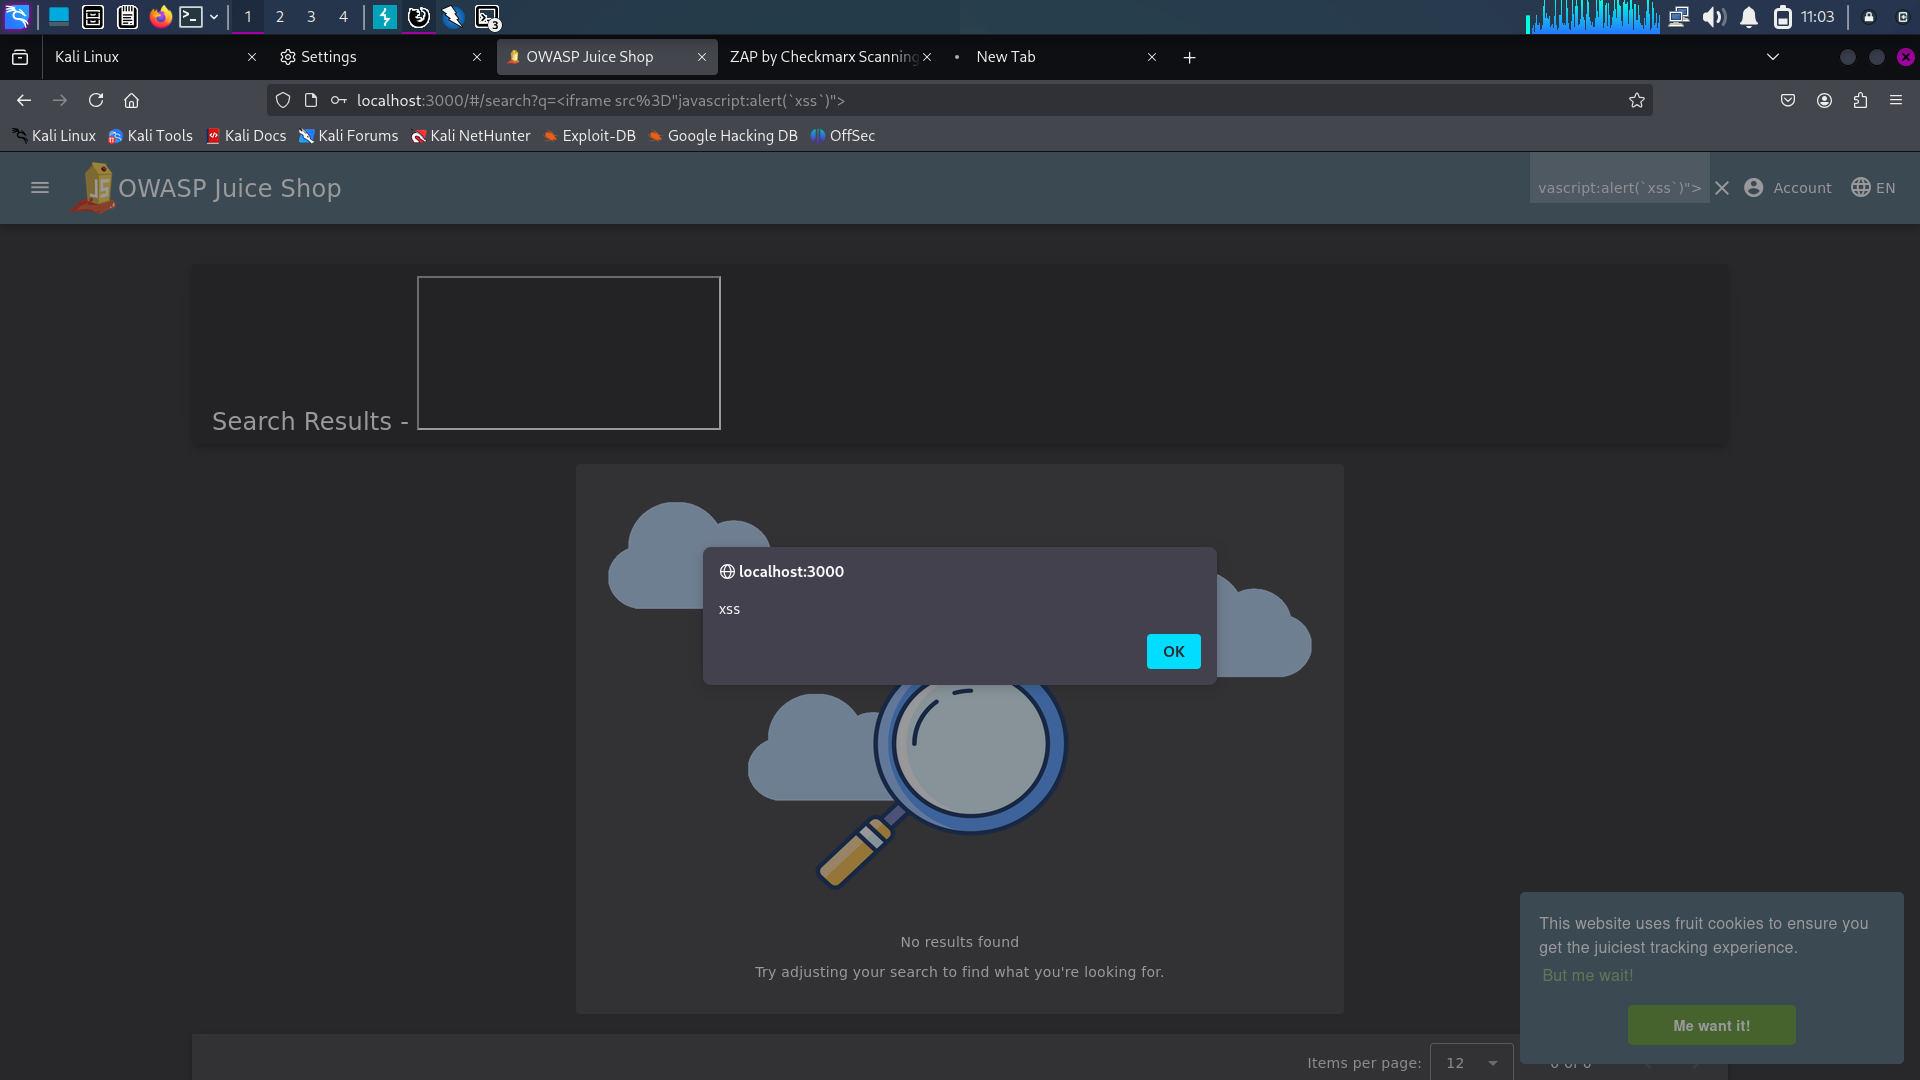 1 2 3 4 3 11:03
Kali Linux Settings OWASP Juice Shop ZAP by Checkmarx Scanning New Tab
localhost:3000/#/search?q=<iframe src%3D"javascript:alert(`xss`)">
Kali Linux Kali Tools Kali Docs Kali Forums Kali NetHunter Exploit-DB Google Hacking DB OffSec
OWASP Juice Shop vascript:alert(`xss`)"> Account EN
Search Results -
localhost:3000
xss
OK
No results found
Try adjusting your search to find what you're looking for.
This website uses fruit cookies to ensure you
get the juiciest tracking experience.
But me wait!
Me want it!
Items per page: 12